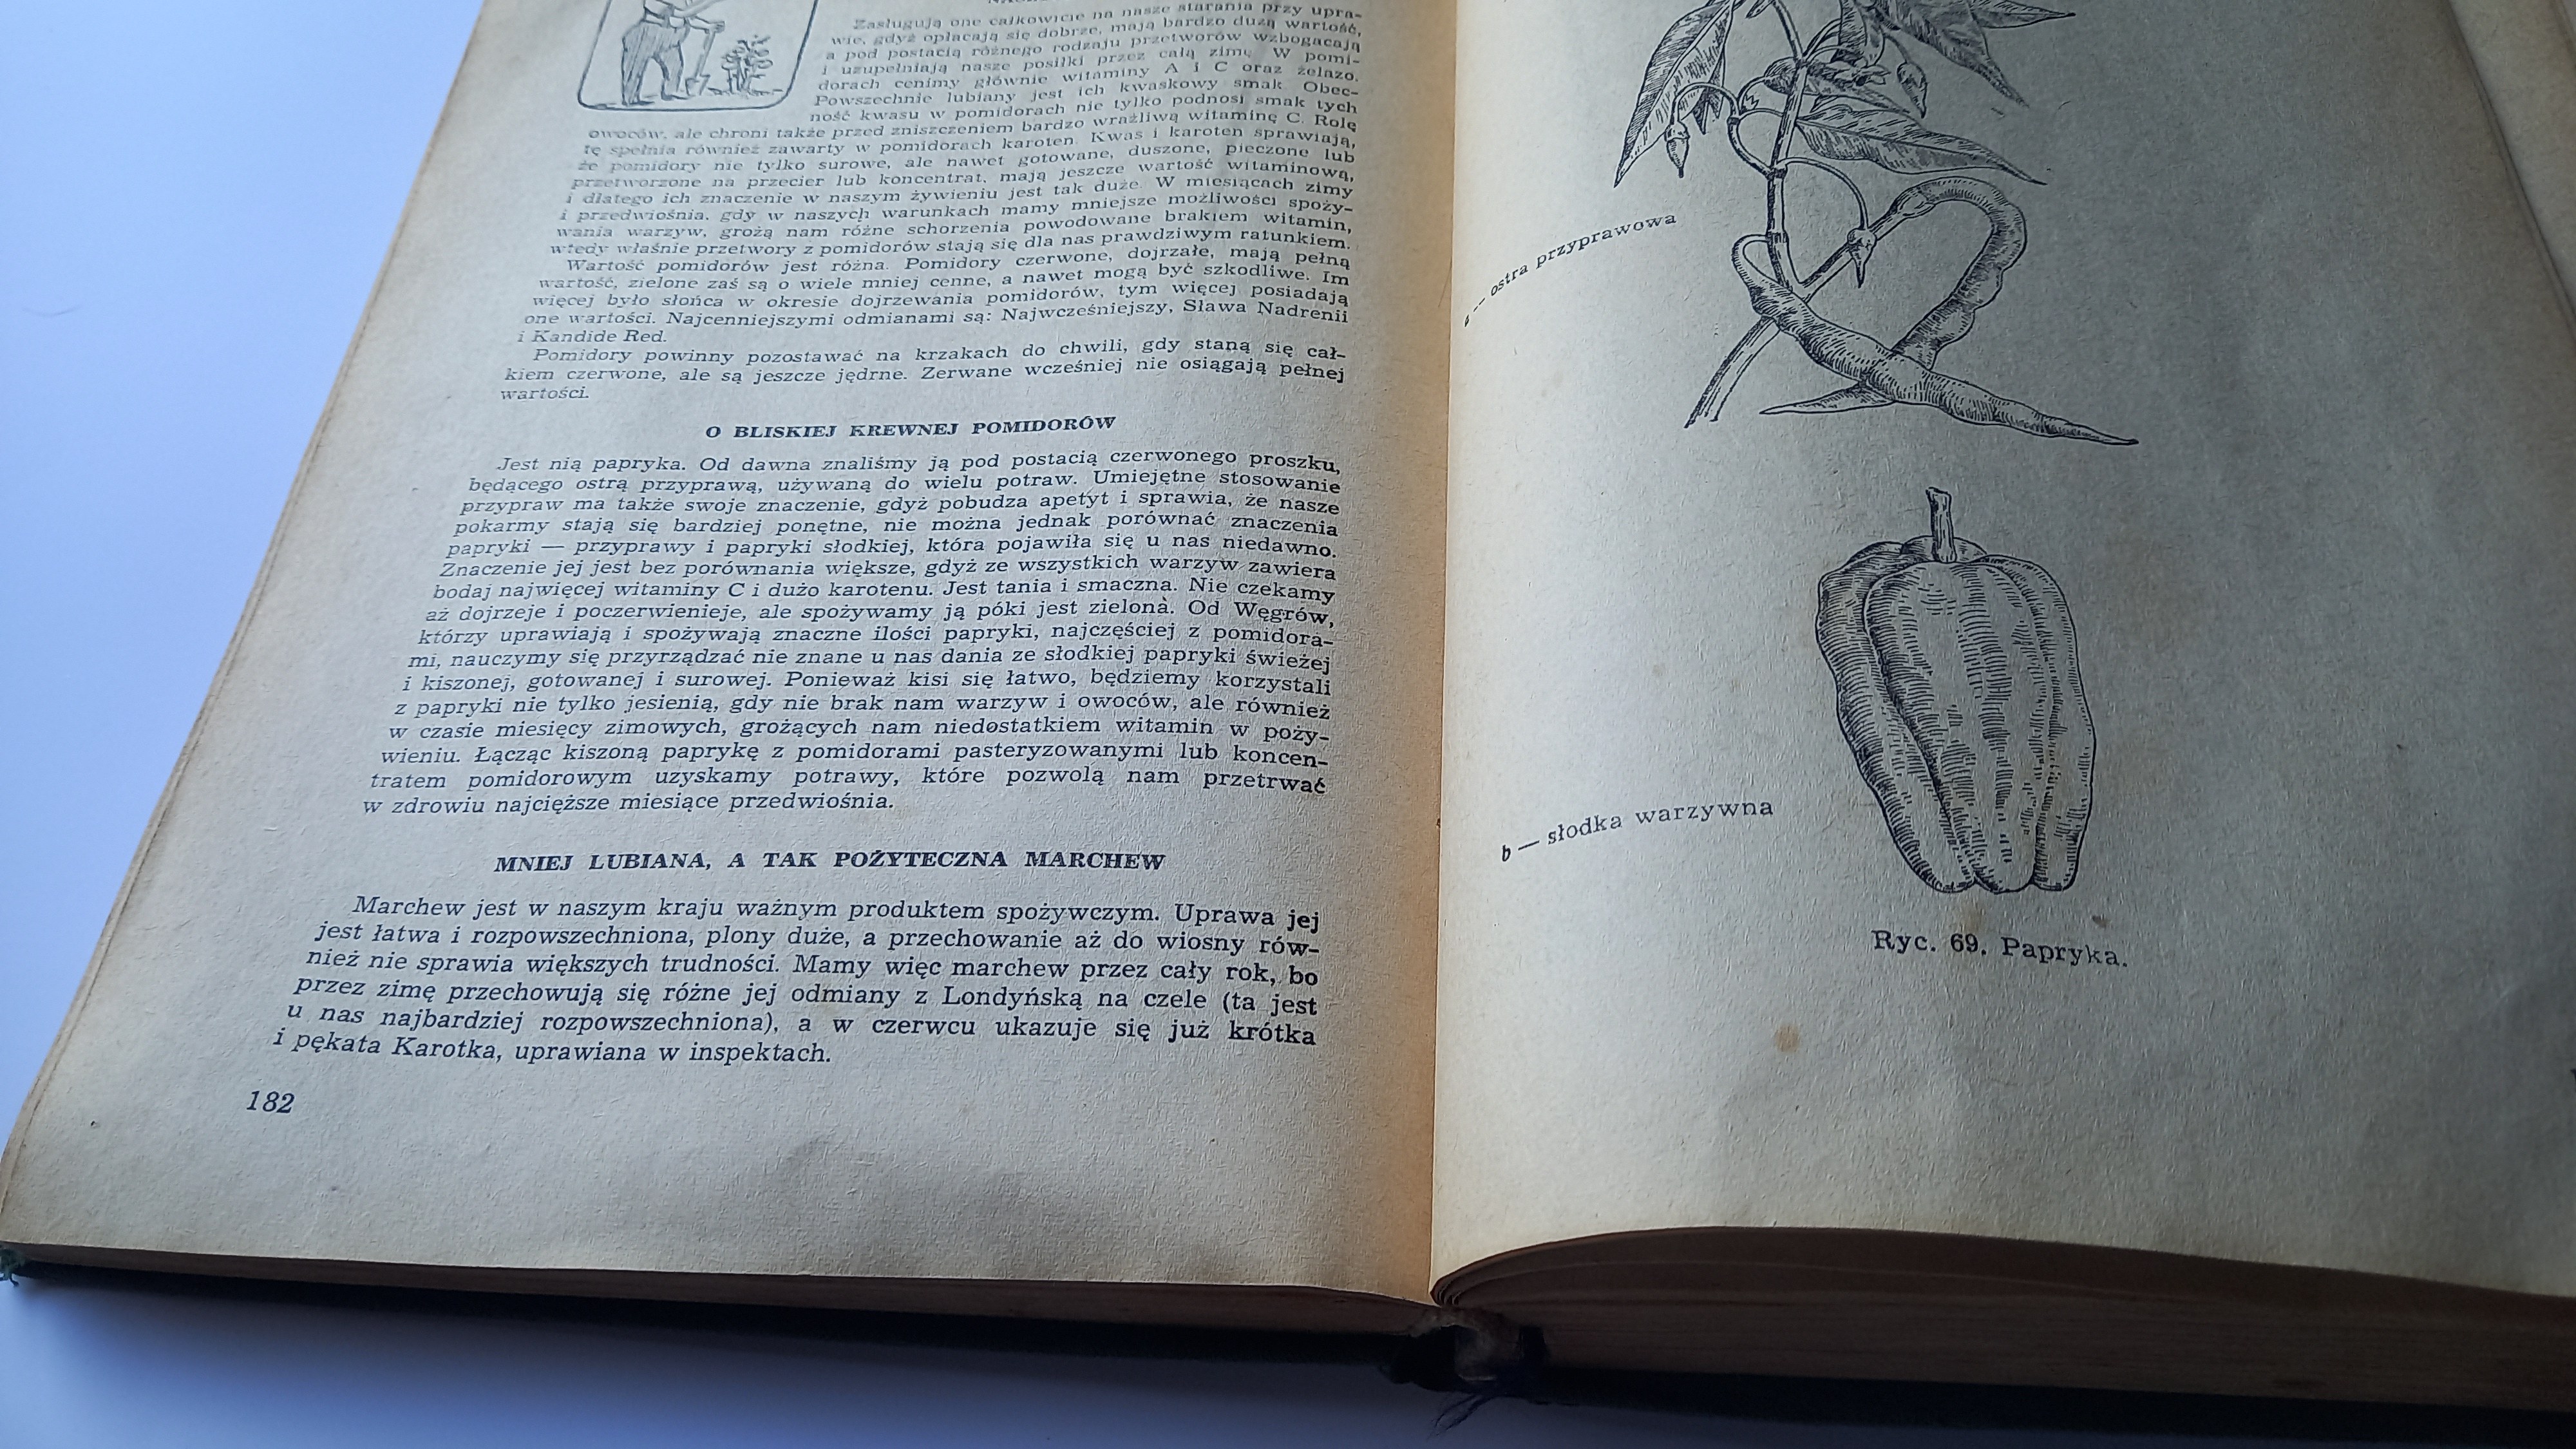 Zasługują one całkowicie na nasze starania przy upra-
wie, gdyż opłacają się dobrze, mają bardzo dużą wartość,
a pod postacią różnego rodzaju przetworów wzbogacają
i uzupełniają nasze posiłki przez całą zimę. W pomi-
dorach cenimy głównie witaminy A i C oraz żelazo.
Powszechnie lubiany jest ich kwaskowy smak. Obec-
ność kwasu w pomidorach nie tylko podnosi smak tych
owoców, ale chroni także przed zniszczeniem bardzo wrażliwą witaminę C. Rolę
tę spełnia również zawarty w pomidorach karoten. Kwas i karoten sprawiają,
że pomidory nie tylko surowe, ale nawet gotowane, duszone, pieczone lub
przetworzone na przecier lub koncentrat, mają jeszcze wartość witaminową,
i dlatego ich znaczenie w naszym żywieniu jest tak duże. W miesiącach zimy
i przedwiośnia, gdy w naszych warunkach mamy mniejsze możliwości spoży-
wania warzyw, grożą nam różne schorzenia powodowane brakiem witamin,
wtedy właśnie przetwory z pomidorów stają się dla nas prawdziwym ratunkiem.
Wartość pomidorów jest różna. Pomidory czerwone, dojrzałe, mają pełną
wartość, zielone zaś są o wiele mniej cenne, a nawet mogą być szkodliwe. Im
więcej było słońca w okresie dojrzewania pomidorów, tym więcej posiadają
one wartości. Najcenniejszymi odmianami są: Najwcześniejszy, Sława Nadrenii
i Kandide Red.
Pomidory powinny pozostawać na krzakach do chwili, gdy staną się cał-
kiem czerwone, ale są jeszcze jędrne. Zerwane wcześniej nie osiągają pełnej
wartości.
O BLISKIEJ KREWNEJ POMIDORÓW
Jest nią papryka. Od dawna znaliśmy ją pod postacią czerwonego proszku,
będącego ostrą przyprawą, używaną do wielu potraw. Umiejętne stosowanie
przypraw ma także swoje znaczenie, gdyż pobudza apetyt i sprawia, że nasze
pokarmy stają się bardziej ponętne, nie można jednak porównać znaczenia
papryki — przyprawy i papryki słodkiej, która pojawiła się u nas niedawno.
Znaczenie jej jest bez porównania większe, gdyż ze wszystkich warzyw zawiera
bodaj najwięcej witaminy C i dużo karotenu. Jest tania i smaczna. Nie czekamy
aż dojrzeje i poczerwienieje, ale spożywamy ją póki jest zielona. Od Węgrów,
którzy uprawiają i spożywają znaczne ilości papryki, najczęściej z pomidora-
mi, nauczymy się przyrządzać nie znane u nas dania ze słodkiej papryki świeżej
i kiszonej, gotowanej i surowej. Ponieważ kisi się łatwo, będziemy korzystali
z papryki nie tylko jesienią, gdy nie brak nam warzyw i owoców, ale również
w czasie miesięcy zimowych, grożących nam niedostatkiem witamin w poży-
wieniu. Łącząc kiszoną paprykę z pomidorami pasteryzowanymi lub koncen-
tratem pomidorowym uzyskamy potrawy, które pozwolą nam przetrwać
w zdrowiu najcięższe miesiące przedwiośnia.
MNIEJ LUBIANA, A TAK POŻYTECZNA MARCHEW
Marchew jest w naszym kraju ważnym produktem spożywczym. Uprawa jej
jest łatwa i rozpowszechniona, plony duże, a przechowanie aż do wiosny rów-
nież nie sprawia większych trudności. Mamy więc marchew przez cały rok, bo
przez zimę przechowują się różne jej odmiany z Londyńską na czele (ta jest
u nas najbardziej rozpowszechniona), a w czerwcu ukazuje się już krótka
i pękata Karotka, uprawiana w inspektach.
182
a — ostra przyprawowa
b — słodka warzywna
Ryc. 69. Papryka.